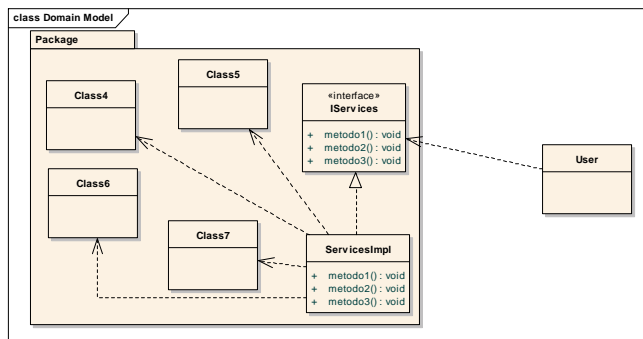 class Domain Model
Package
Class4
Class5
«interface»
IServices
+ metodo1() : void
+ metodo2() : void
+ metodo3() : void
User
Class6
Class7
ServicesImpl
+ metodo1() : void
+ metodo2() : void
+ metodo3() : void